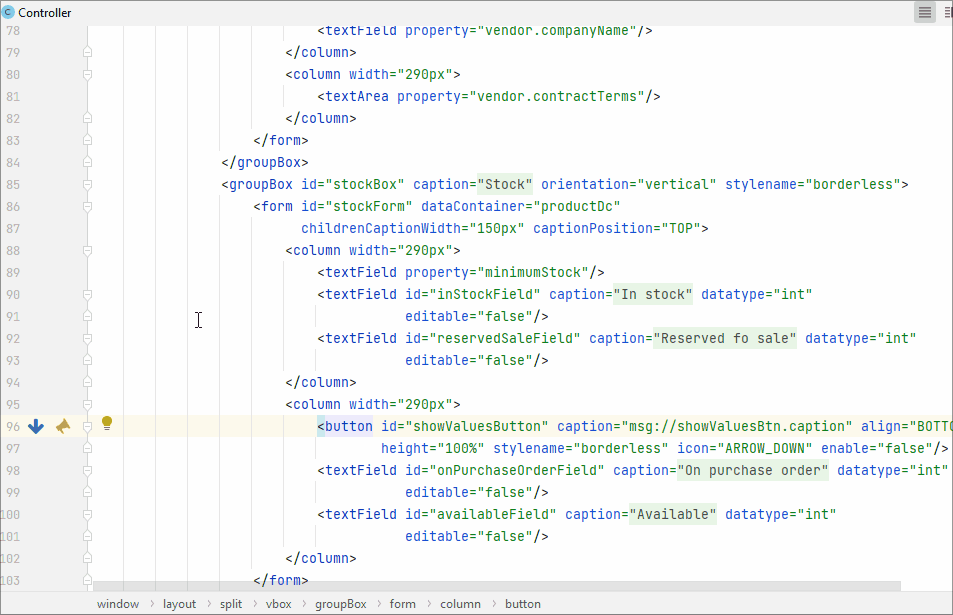 C Controller
78 <textField property="vendor.companyName"/>
79 </column>
80 <column width="290px">
81 <textArea property="vendor.contractTerms"/>
82 </column>
83 </form>
84 </groupBox>
85 <groupBox id="stockBox" caption="Stock" orientation="vertical" stylename="borderless">
86 <form id="stockForm" dataContainer="productDc"
87 childrenCaptionWidth="150px" captionPosition="TOP">
88 <column width="290px">
89 <textField property="minimumStock"/>
90 <textField id="inStockField" caption="In stock" datatype="int"
91 editable="false"/>
92 <textField id="reservedSaleField" caption="Reserved fo sale" datatype="int"
93 editable="false"/>
94 </column>
95 <column width="290px">
96 <button id="showValuesButton" caption="msg://showValuesBtn.caption" align="BOTTO
97 height="100%" stylename="borderless" icon="ARROW_DOWN" enable="false"/>
98 <textField id="onPurchaseOrderField" caption="On purchase order" datatype="int"
99 editable="false"/>
100 <textField id="availableField" caption="Available" datatype="int"
101 editable="false"/>
102 </column>
103 </form>
window > layout > split > vbox > groupBox > form > column > button